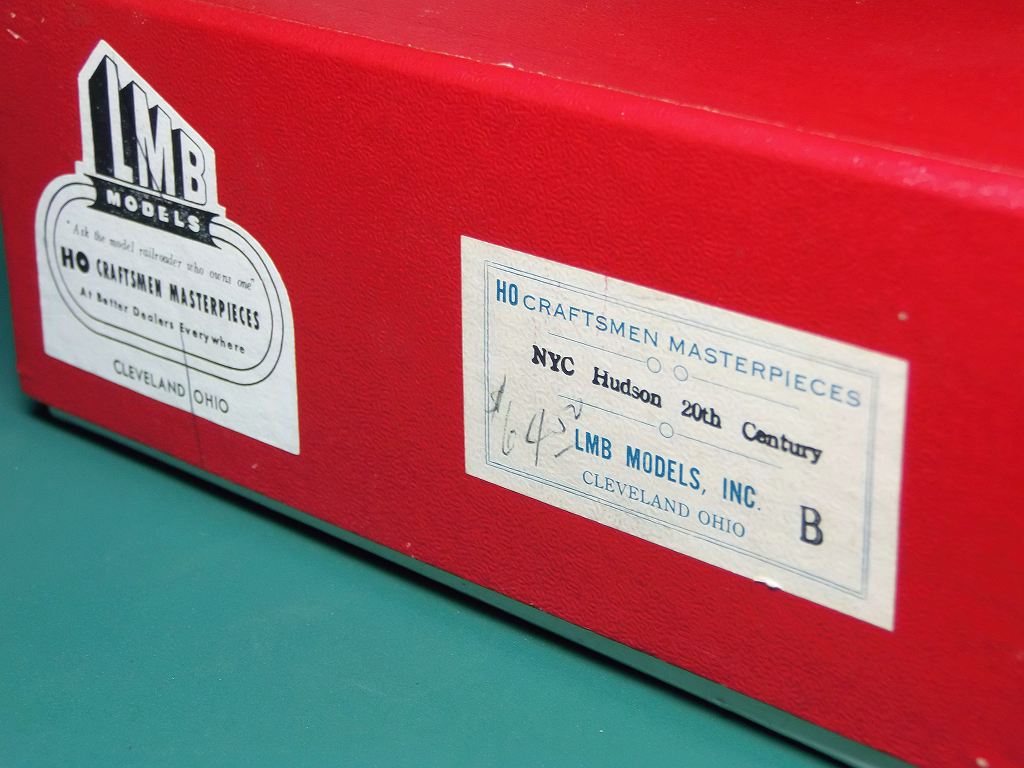 LMB
MODELS
"Ask the model railroader who owns one"
HO CRAFTSMEN MASTERPIECES
At Better Dealers Everywhere
CLEVELAND OHIO
HO CRAFTSMEN MASTERPIECES
NYC Hudson 20th Century
$64
LMB MODELS, INC.
CLEVELAND OHIO
B